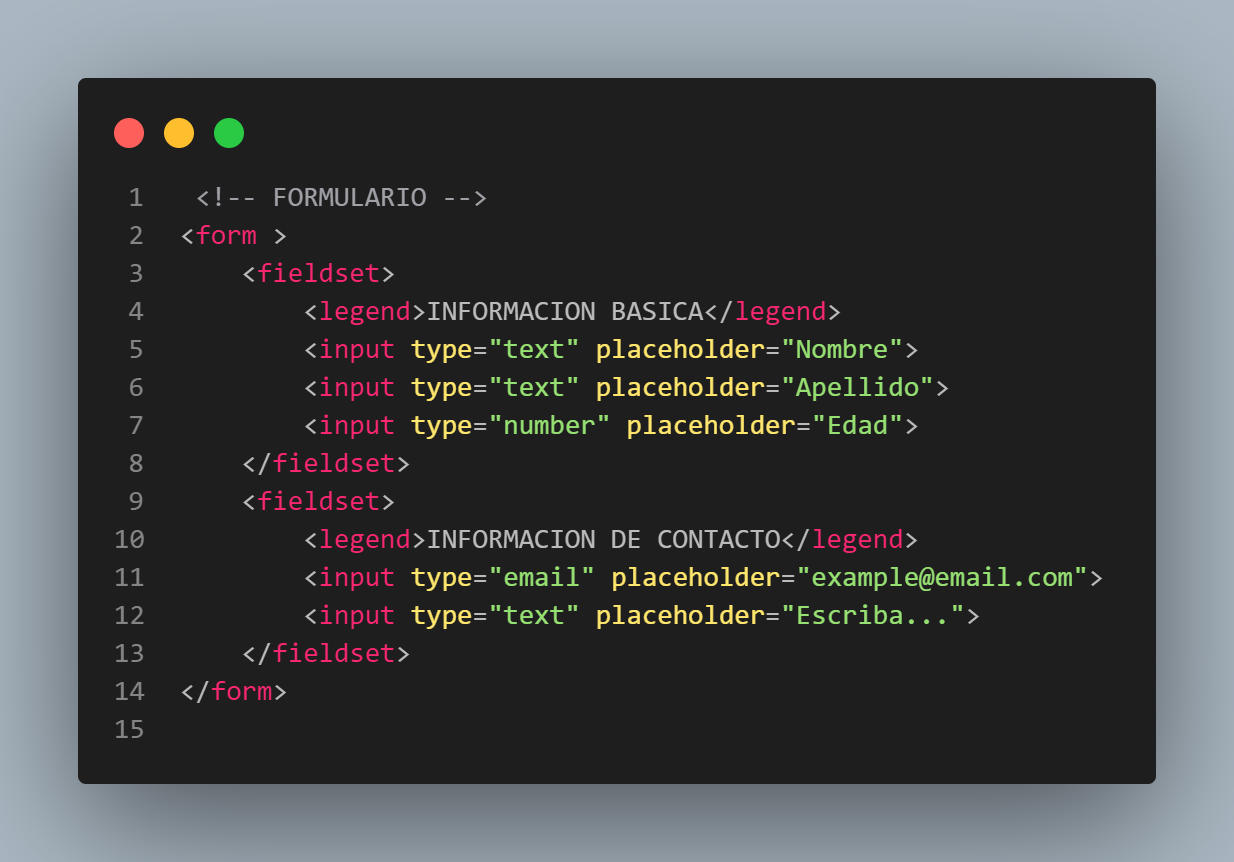 1 <!-- FORMULARIO -->
2 <form >
3 <fieldset>
4 <legend>INFORMACION BASICA</legend>
5 <input type="text" placeholder="Nombre">
6 <input type="text" placeholder="Apellido">
7 <input type="number" placeholder="Edad">
8 </fieldset>
9 <fieldset>
10 <legend>INFORMACION DE CONTACTO</legend>
11 <input type="email" placeholder="example@email.com">
12 <input type="text" placeholder="Escriba...">
13 </fieldset>
14 </form>
15